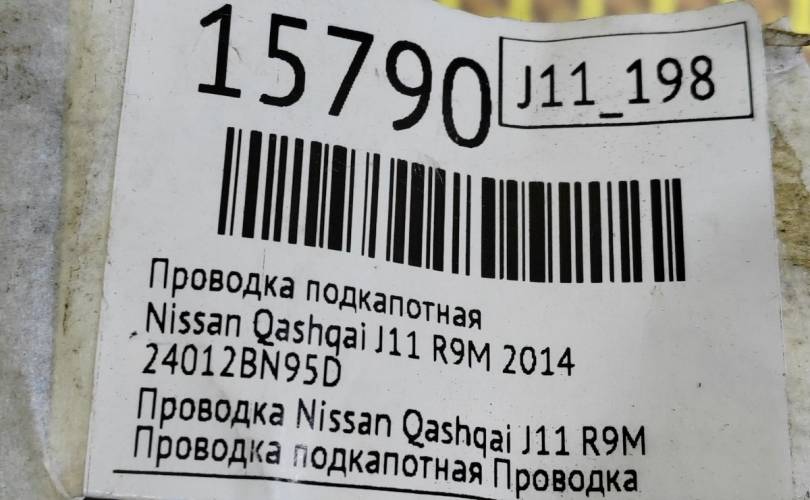 15790
J11_198
Проводка подкапотная
Nissan Qashqai J11 R9M 2014
24012BN95D
Проводка Nissan Qashqai J11 R9M
Проводка подкапотная Проводка